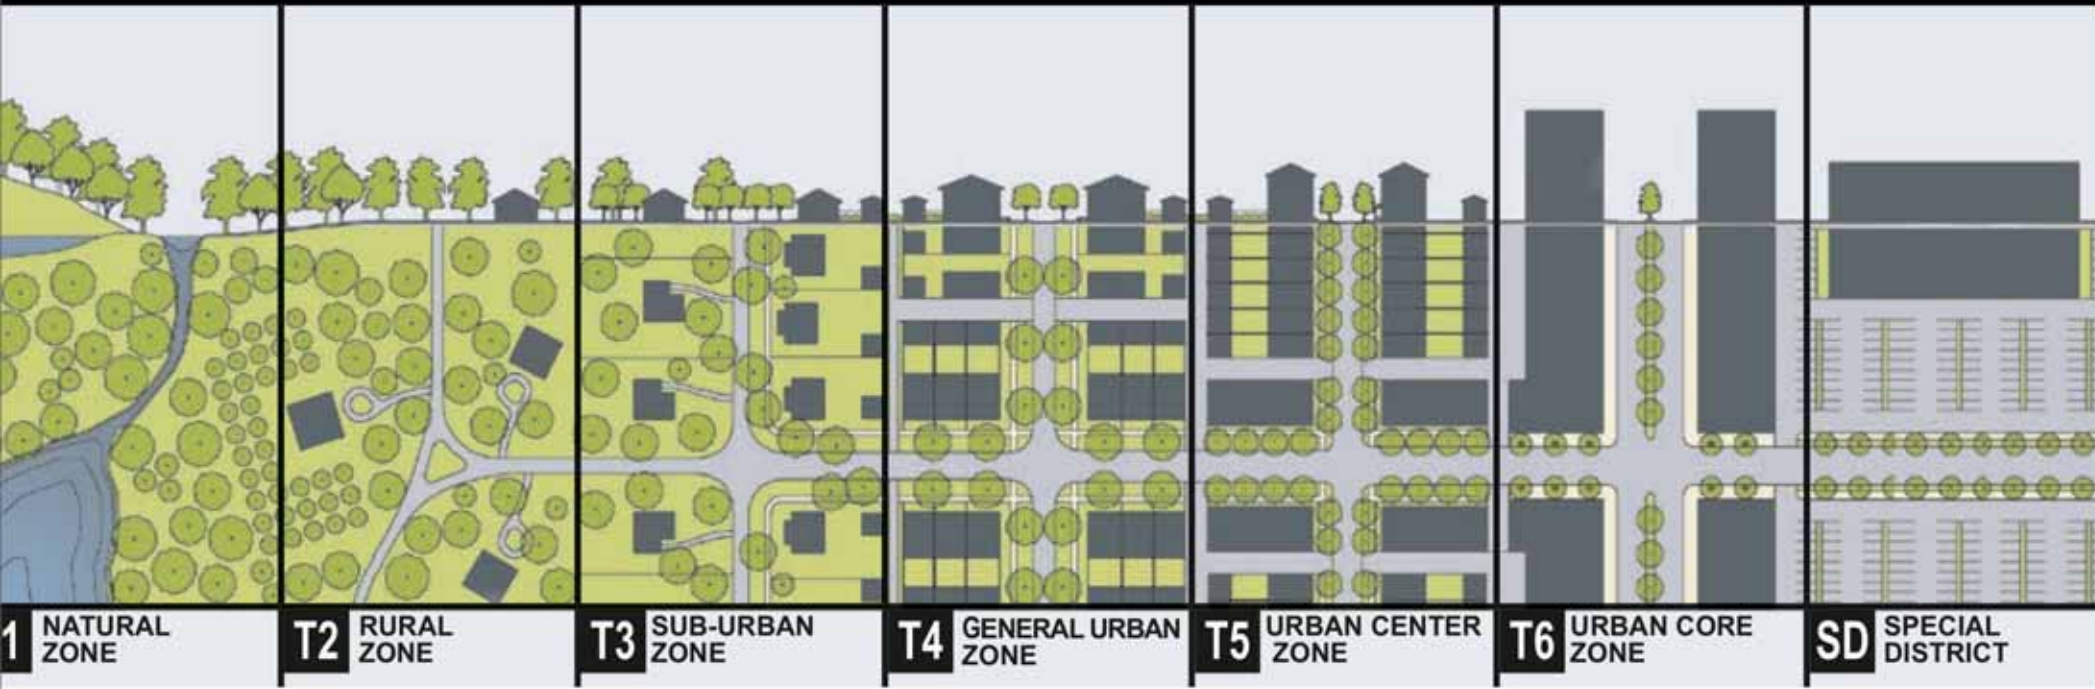 1 NATURAL
ZONE
T2 RURAL
ZONE
T3 SUB-URBAN
ZONE
T4 GENERAL URBAN
ZONE
T5 URBAN CENTER
ZONE
T6 URBAN CORE
ZONE
SD SPECIAL
DISTRICT